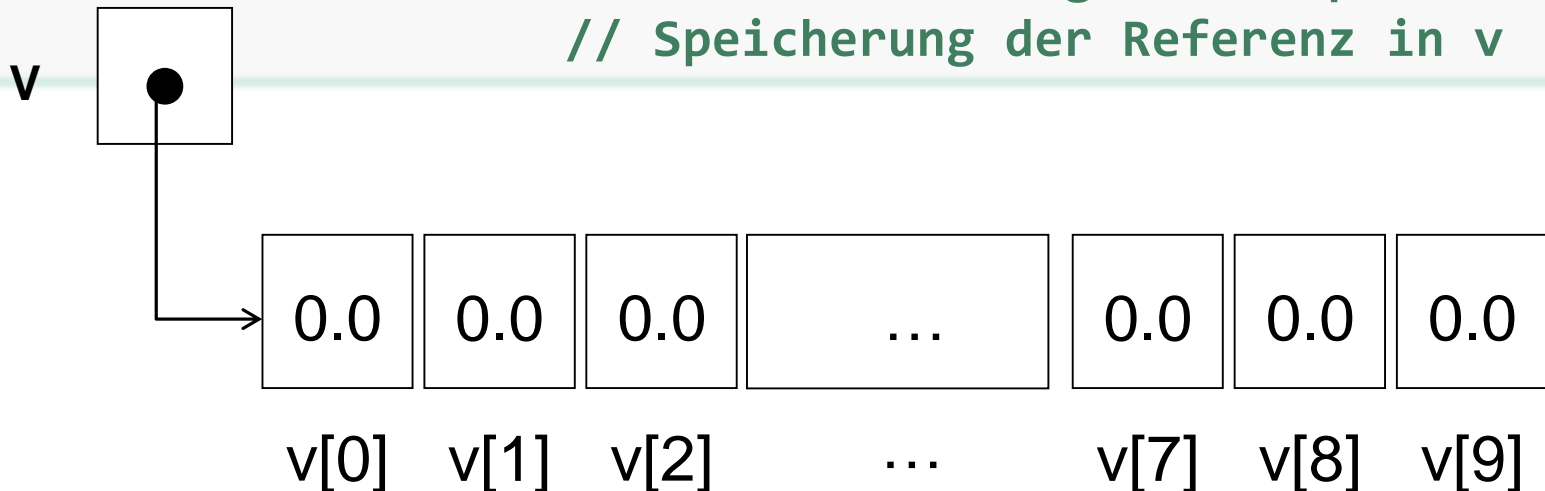 // Speicherung der Referenz in v
v
0.0 0.0 0.0 … 0.0 0.0 0.0
v[0] v[1] v[2] … v[7] v[8] v[9]